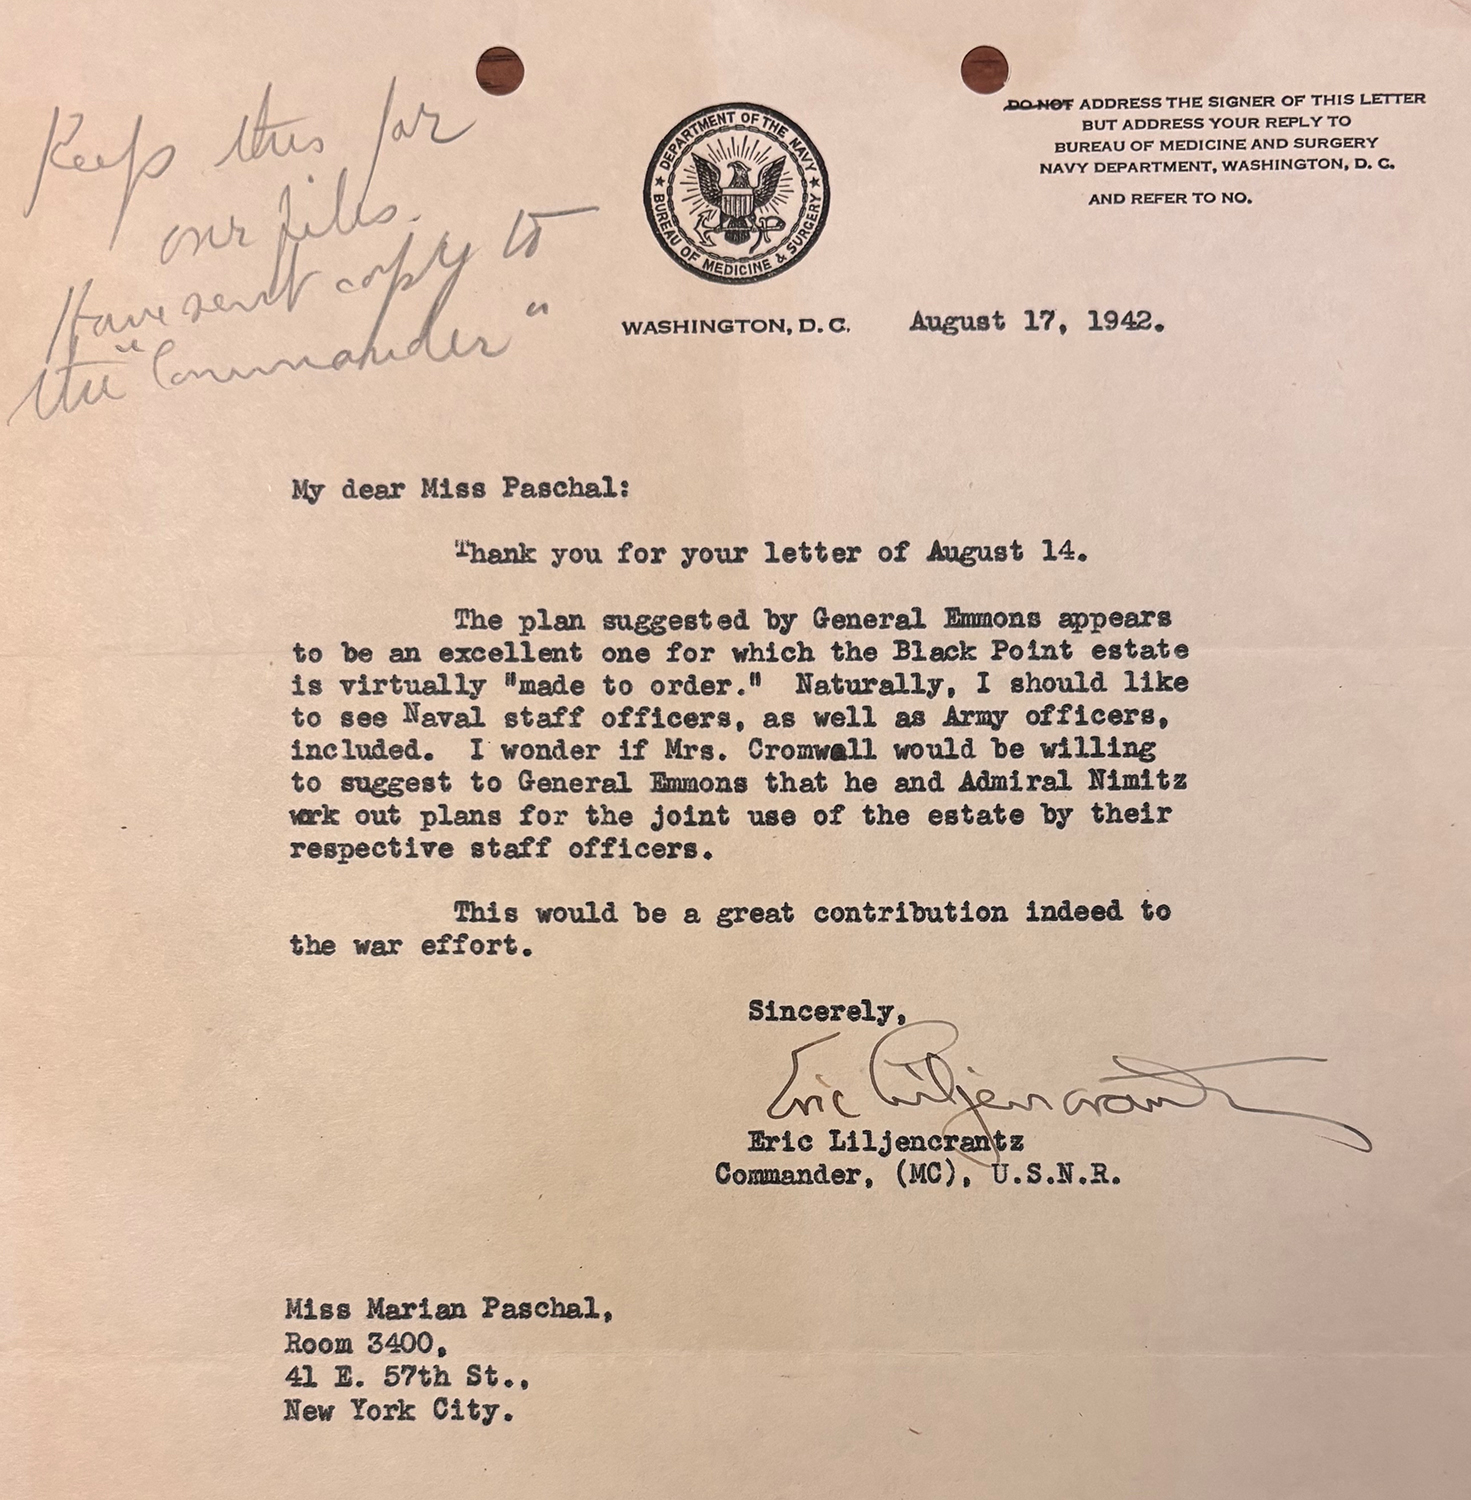 Keep this for
our files.
Have sent copy to
the "Commander"
DEPARTMENT OF THE NAVY
BUREAU OF MEDICINE & SURGERY
DO NOT ADDRESS THE SIGNER OF THIS LETTER
BUT ADDRESS YOUR REPLY TO
BUREAU OF MEDICINE AND SURGERY
NAVY DEPARTMENT, WASHINGTON, D. C.
AND REFER TO NO.
WASHINGTON, D. C. August 17, 1942.
My dear Miss Paschal:
Thank you for your letter of August 14.
The plan suggested by General Emmons appears
to be an excellent one for which the Black Point estate
is virtually "made to order." Naturally, I should like
to see Naval staff officers, as well as Army officers,
included. I wonder if Mrs. Cromwell would be willing
to suggest to General Emmons that he and Admiral Nimitz
work out plans for the joint use of the estate by their
respective staff officers.
This would be a great contribution indeed to
the war effort.
Sincerely,
Eric Liljencrantz
Eric Liljencrantz
Commander, (MC), U.S.N.R.
Miss Marian Paschal,
Room 3400,
41 E. 57th St.,
New York City.